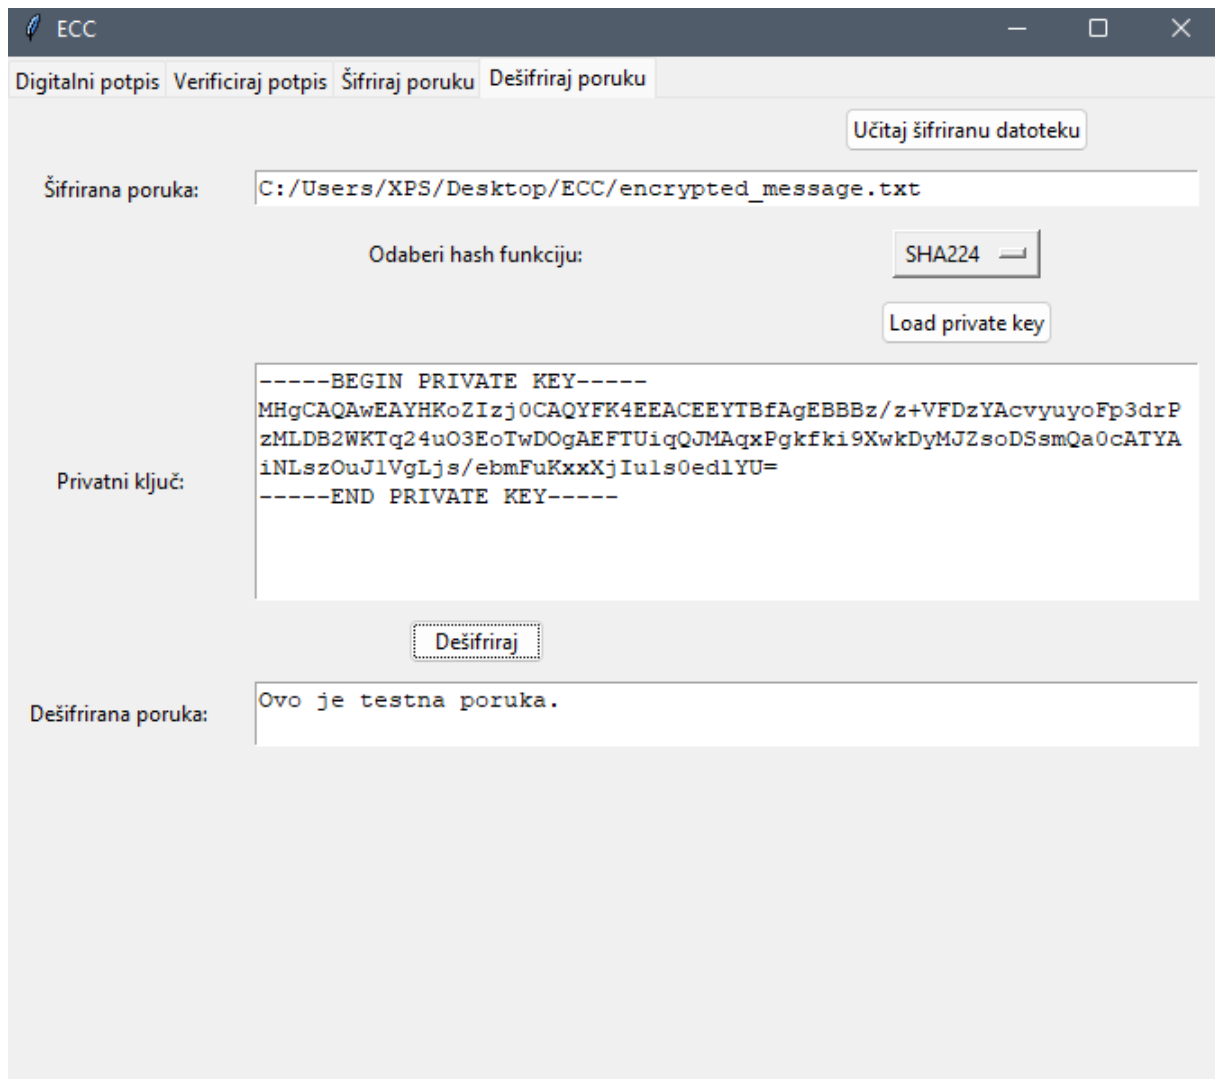 ECC
Digitalni potpis Verificiraj potpis Šifriraj poruku Dešifriraj poruku
Učitaj šifriranu datoteku
Šifrirana poruka: C:/Users/XPS/Desktop/ECC/encrypted_message.txt
Odaberi hash funkciju: SHA224
Load private key
-----BEGIN PRIVATE KEY-----
MHgCAQAwEAYHKoZIzj0CAQYFK4EEACEEYTBfAgEBBBz/z+VFDzYAcvyuyoFp3drP
zMLDB2WKTq24uO3EoTwDOgAEFTUiqQJMAqxPgkfki9XwkDyMJZsoDSsmQa0cATYA
iNLszOuJlVgLjs/ebmFuKxxXjIuls0edlYU=
Privatni ključ:
-----END PRIVATE KEY-----
Dešifriraj
Dešifrirana poruka: Ovo je testna poruka.